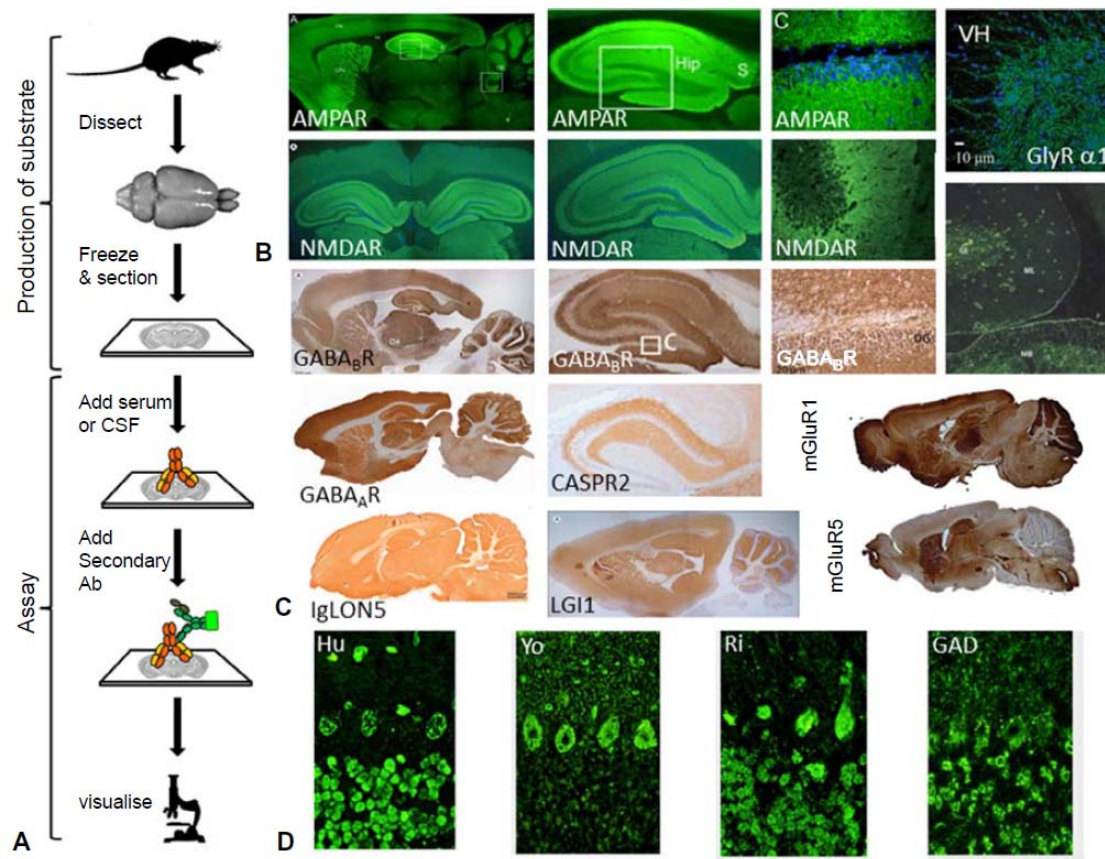 Production of substrate
Dissect
Freeze
& section
Assay
Add serum
or CSF
Add
Secondary
Ab
visualise
A
B
A
AMPAR
Hip
S
AMPAR
C
AMPAR
VH
10 µm
GlyR α1
NMDAR
NMDAR
NMDAR
ML
GABABR
C
GABABR
GABABR
DG
GABAAR
CASPR2
mGluR1
C
IgLON5
LGI1
mGluR5
D
Hu
Yo
Ri
GAD